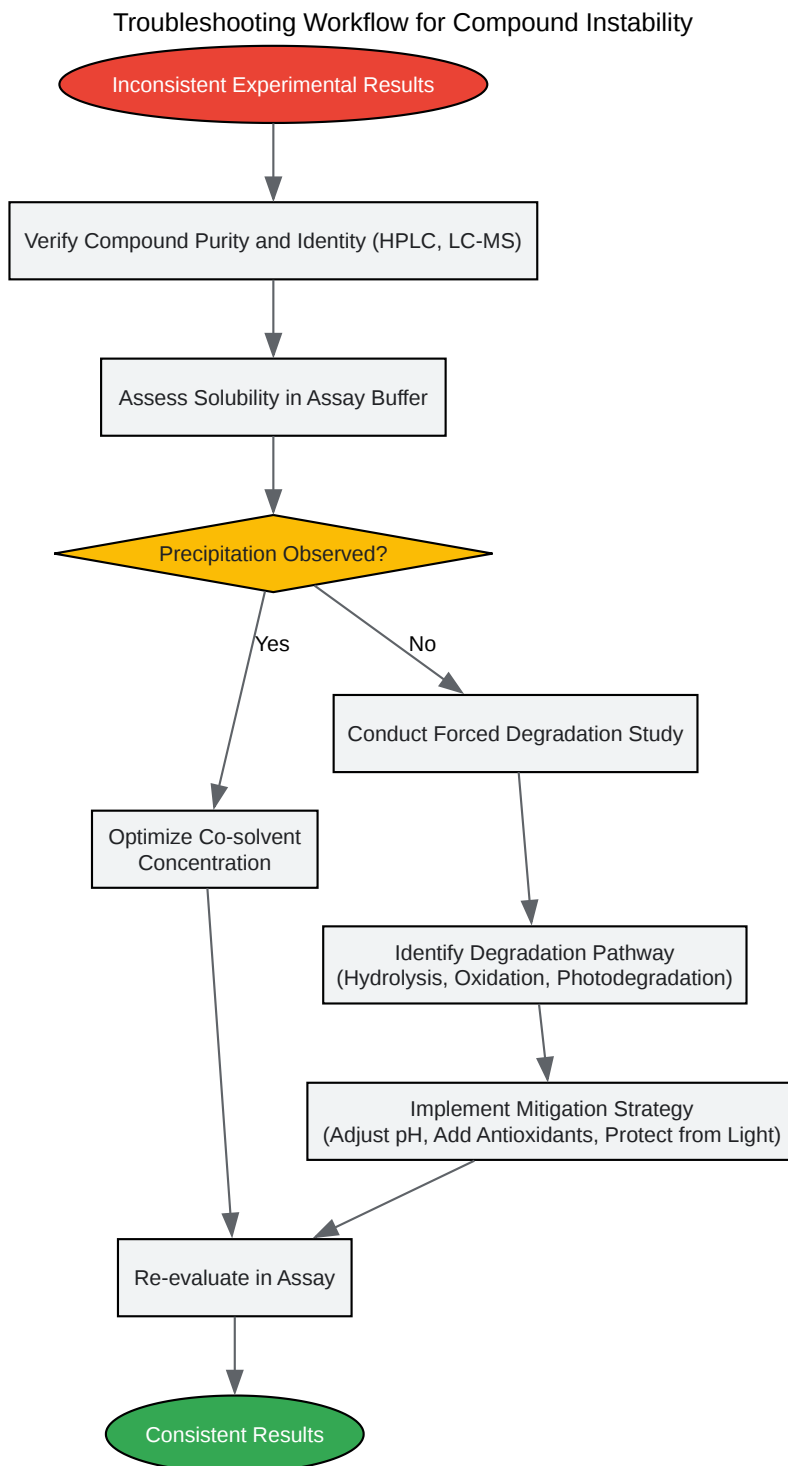 Troubleshooting Workflow for Compound Instability
Inconsistent Experimental Results
Verify Compound Purity and Identity (HPLC, LC-MS)
Assess Solubility in Assay Buffer
Precipitation Observed?
Yes
No
Conduct Forced Degradation Study
Optimize Co-solvent
Concentration
Identify Degradation Pathway
(Hydrolysis, Oxidation, Photodegradation)
Implement Mitigation Strategy
(Adjust pH, Add Antioxidants, Protect from Light)
Re-evaluate in Assay
Consistent Results